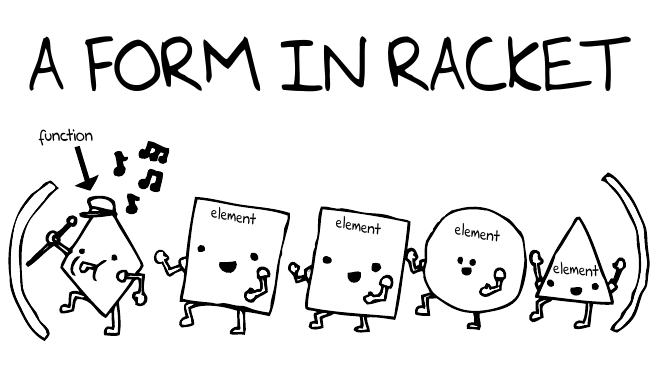 A FORM IN RACKET
function
element
element
element
element